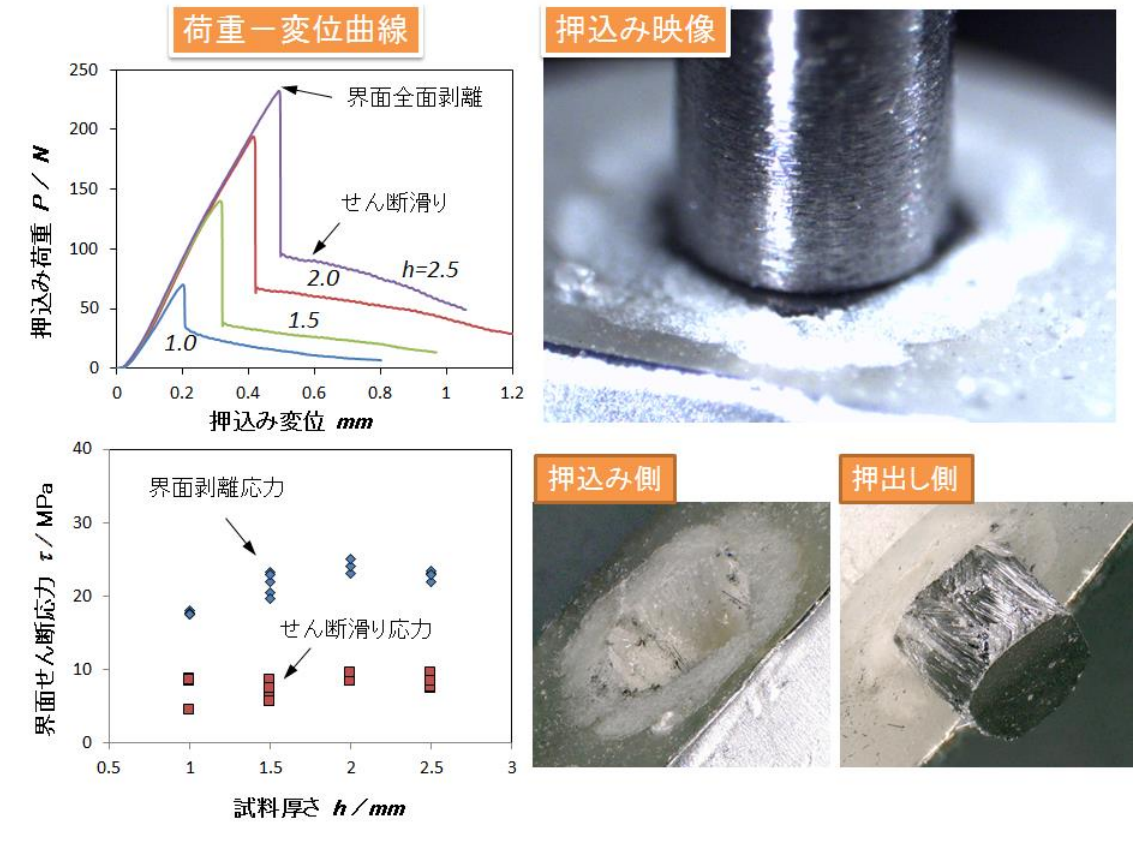 荷重－変位曲線
押込み映像
250
200
150
100
50
0
押込み荷重 P / N
0 0.2 0.4 0.6 0.8 1 1.2
押込み変位 mm
界面全面剥離
せん断滑り
h=2.5
2.0
1.5
1.0
40
30
20
10
0
界面せん断応力 τ / MPa
0.5 1 1.5 2 2.5 3
試料厚さ h / mm
界面剥離応力
せん断滑り応力
押込み側
押出し側